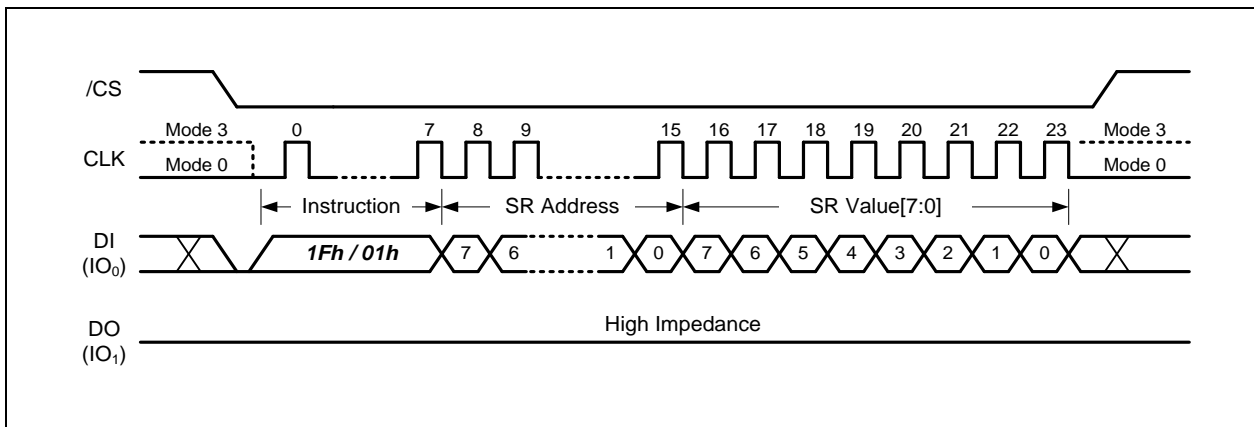 /CS
Mode 3 0 7 8 9 15 16 17 18 19 20 21 22 23 Mode 3
CLK
Mode 0 Mode 0
Instruction SR Address SR Value[7:0]
DI 1Fh / 01h 7 6 1 0 7 6 5 4 3 2 1 0
(IO₀)
High Impedance
DO
(IO₁)